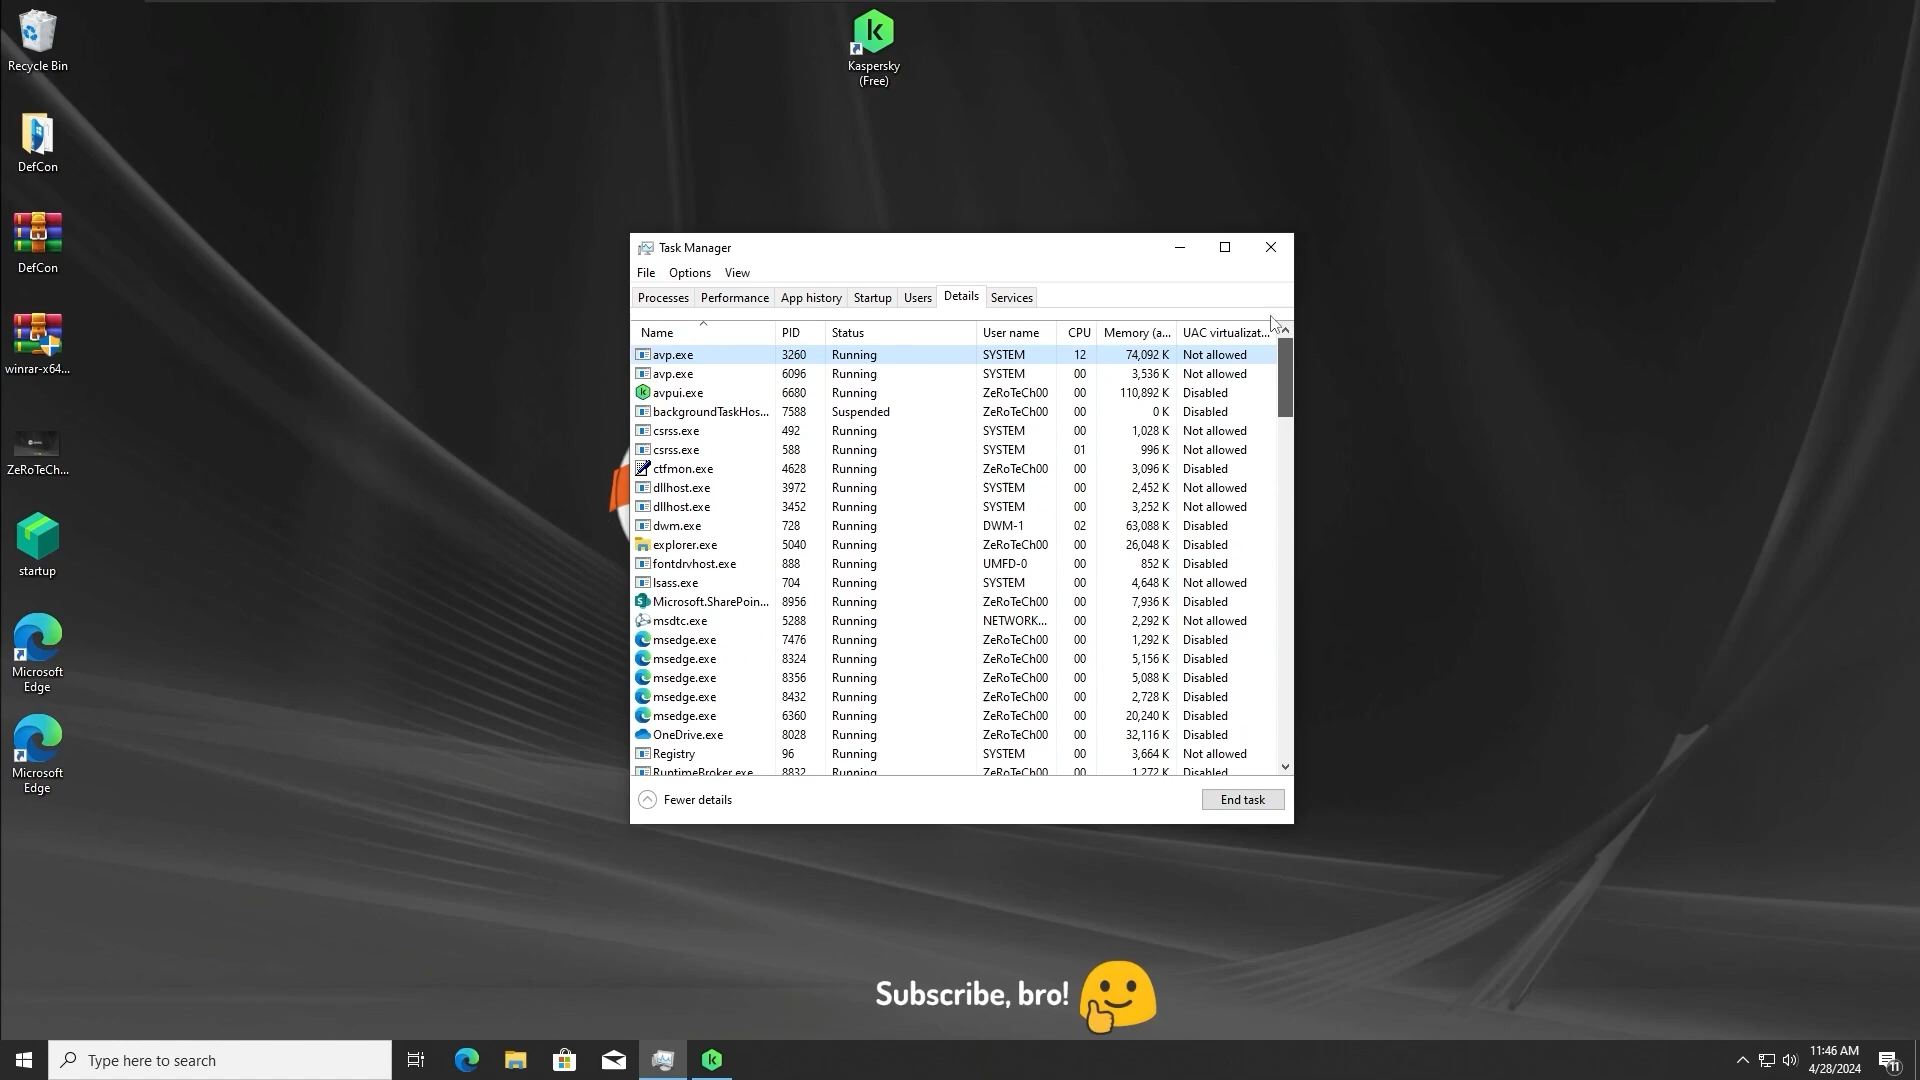 Recycle Bin
Kaspersky
(Free)
DefCon
DefCon
winrar-x64...
ZeRoTeCh...
startup
Microsoft
Edge
Microsoft
Edge
Task Manager
File Options View
Processes Performance App history Startup Users Details Services
Name PID Status User name CPU Memory (a... UAC virtualizat...
avp.exe 3260 Running SYSTEM 12 74,092 K Not allowed
avp.exe 6096 Running SYSTEM 00 3,536 K Not allowed
avpui.exe 6680 Running ZeRoTeCh00 00 110,892 K Disabled
backgroundTaskHos... 7588 Suspended ZeRoTeCh00 00 0 K Disabled
csrss.exe 492 Running SYSTEM 00 1,028 K Not allowed
csrss.exe 588 Running SYSTEM 01 996 K Not allowed
ctfmon.exe 4628 Running ZeRoTeCh00 00 3,096 K Disabled
dllhost.exe 3972 Running SYSTEM 00 2,452 K Not allowed
dllhost.exe 3452 Running SYSTEM 00 3,252 K Not allowed
dwm.exe 728 Running DWM-1 02 63,088 K Disabled
explorer.exe 5040 Running ZeRoTeCh00 00 26,048 K Disabled
fontdrvhost.exe 888 Running UMFD-0 00 852 K Disabled
lsass.exe 704 Running SYSTEM 00 4,648 K Not allowed
Microsoft.SharePoin... 8956 Running ZeRoTeCh00 00 7,936 K Disabled
msdtc.exe 5288 Running NETWORK... 00 2,292 K Not allowed
msedge.exe 7476 Running ZeRoTeCh00 00 1,292 K Disabled
msedge.exe 8324 Running ZeRoTeCh00 00 5,156 K Disabled
msedge.exe 8356 Running ZeRoTeCh00 00 5,088 K Disabled
msedge.exe 8432 Running ZeRoTeCh00 00 2,728 K Disabled
msedge.exe 6360 Running ZeRoTeCh00 00 20,240 K Disabled
OneDrive.exe 8028 Running ZeRoTeCh00 00 32,116 K Disabled
Registry 96 Running SYSTEM 00 3,664 K Not allowed
RuntimeBroker.exe 8832 Running ZeRoTeCh00 00 1,272 K Disabled
Fewer details End task
Subscribe, bro!
Type here to search
11:46 AM
4/28/2024
11